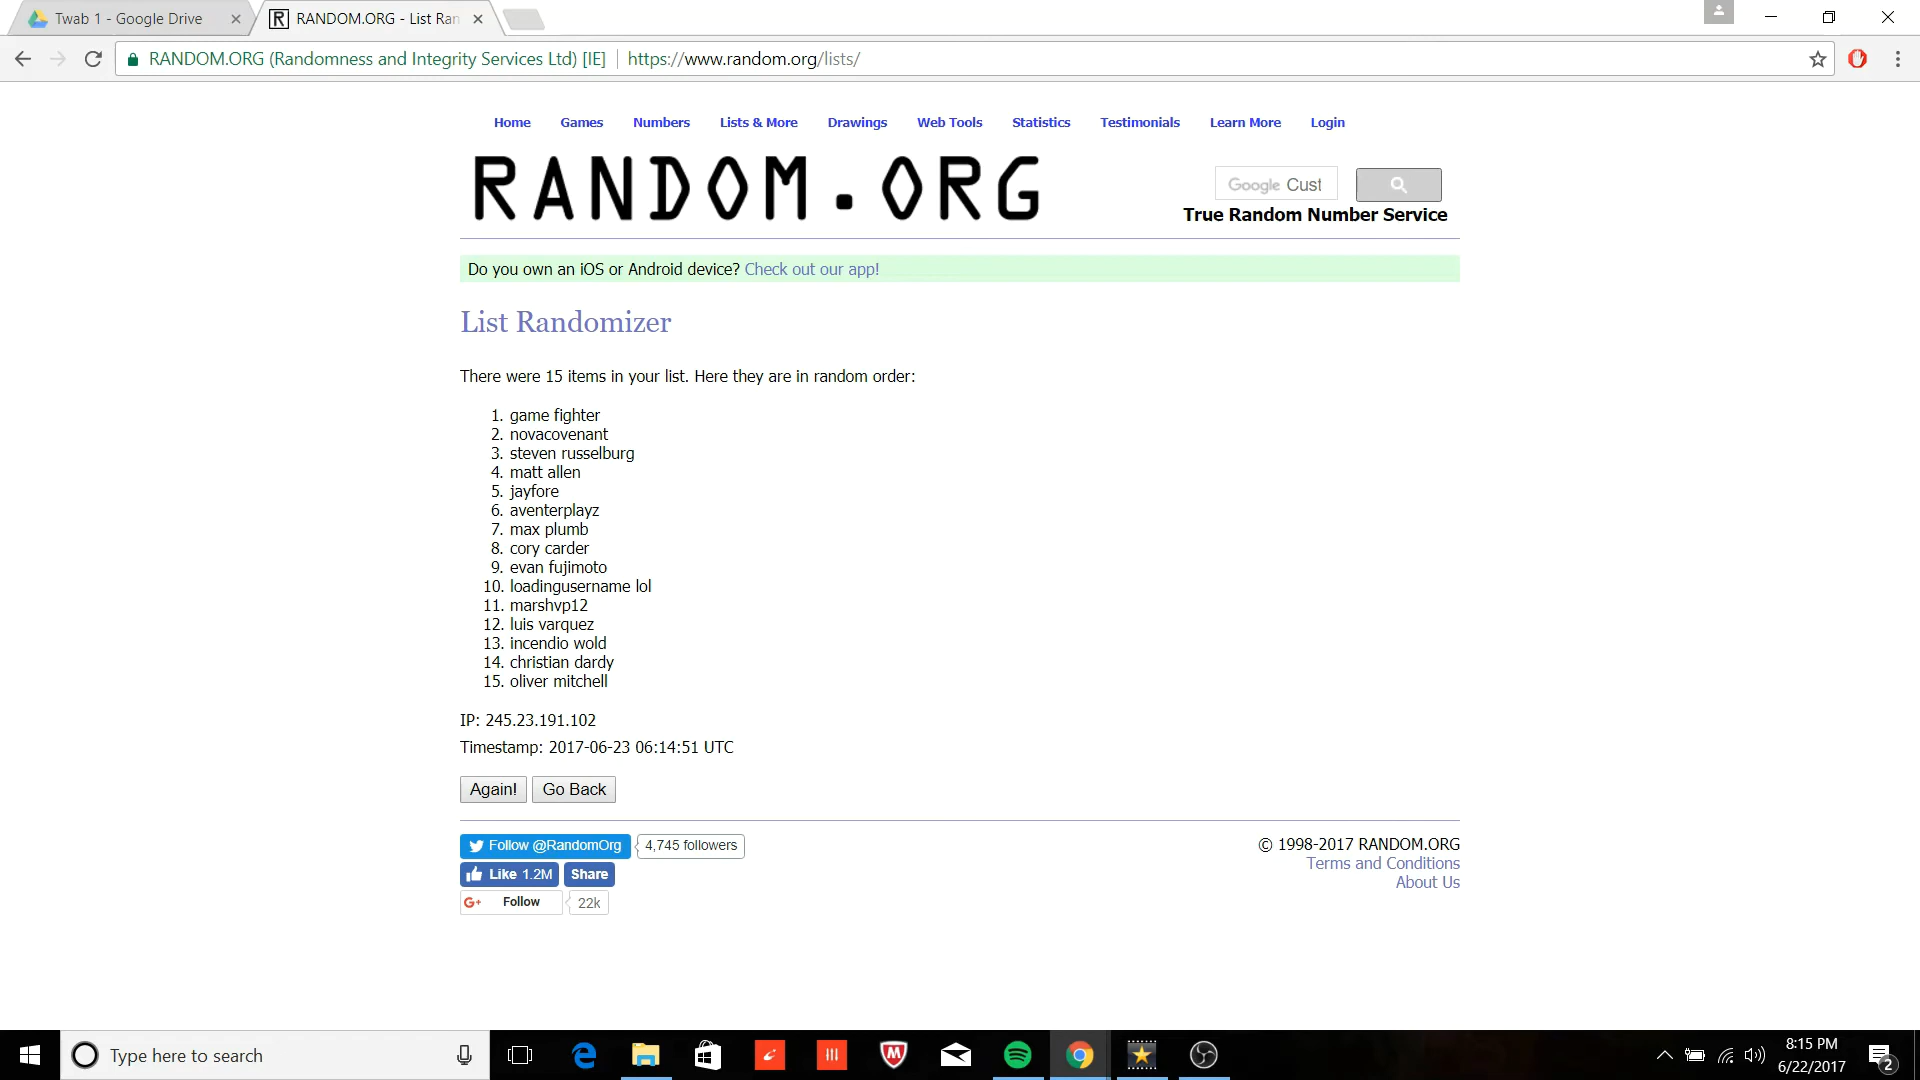 Twab 1 - Google Drive
RANDOM.ORG - List Ran
RANDOM.ORG (Randomness and Integrity Services Ltd) [IE] | https://www.random.org/lists/
Home Games Numbers Lists & More Drawings Web Tools Statistics Testimonials Learn More Login
RANDOM.ORG
Google Cust
True Random Number Service
Do you own an iOS or Android device? Check out our app!
List Randomizer
There were 15 items in your list. Here they are in random order:
1. game fighter
2. novacovenant
3. steven russelburg
4. matt allen
5. jayfore
6. aventerplayz
7. max plumb
8. cory carder
9. evan fujimoto
10. loadingusername lol
11. marshvp12
12. luis varquez
13. incendio wold
14. christian dardy
15. oliver mitchell
IP: 245.23.191.102
Timestamp: 2017-06-23 06:14:51 UTC
Again! Go Back
Follow @RandomOrg 4,745 followers
Like 1.2M Share
G+ Follow 22k
© 1998-2017 RANDOM.ORG
Terms and Conditions
About Us
Type here to search
8:15 PM
6/22/2017
2